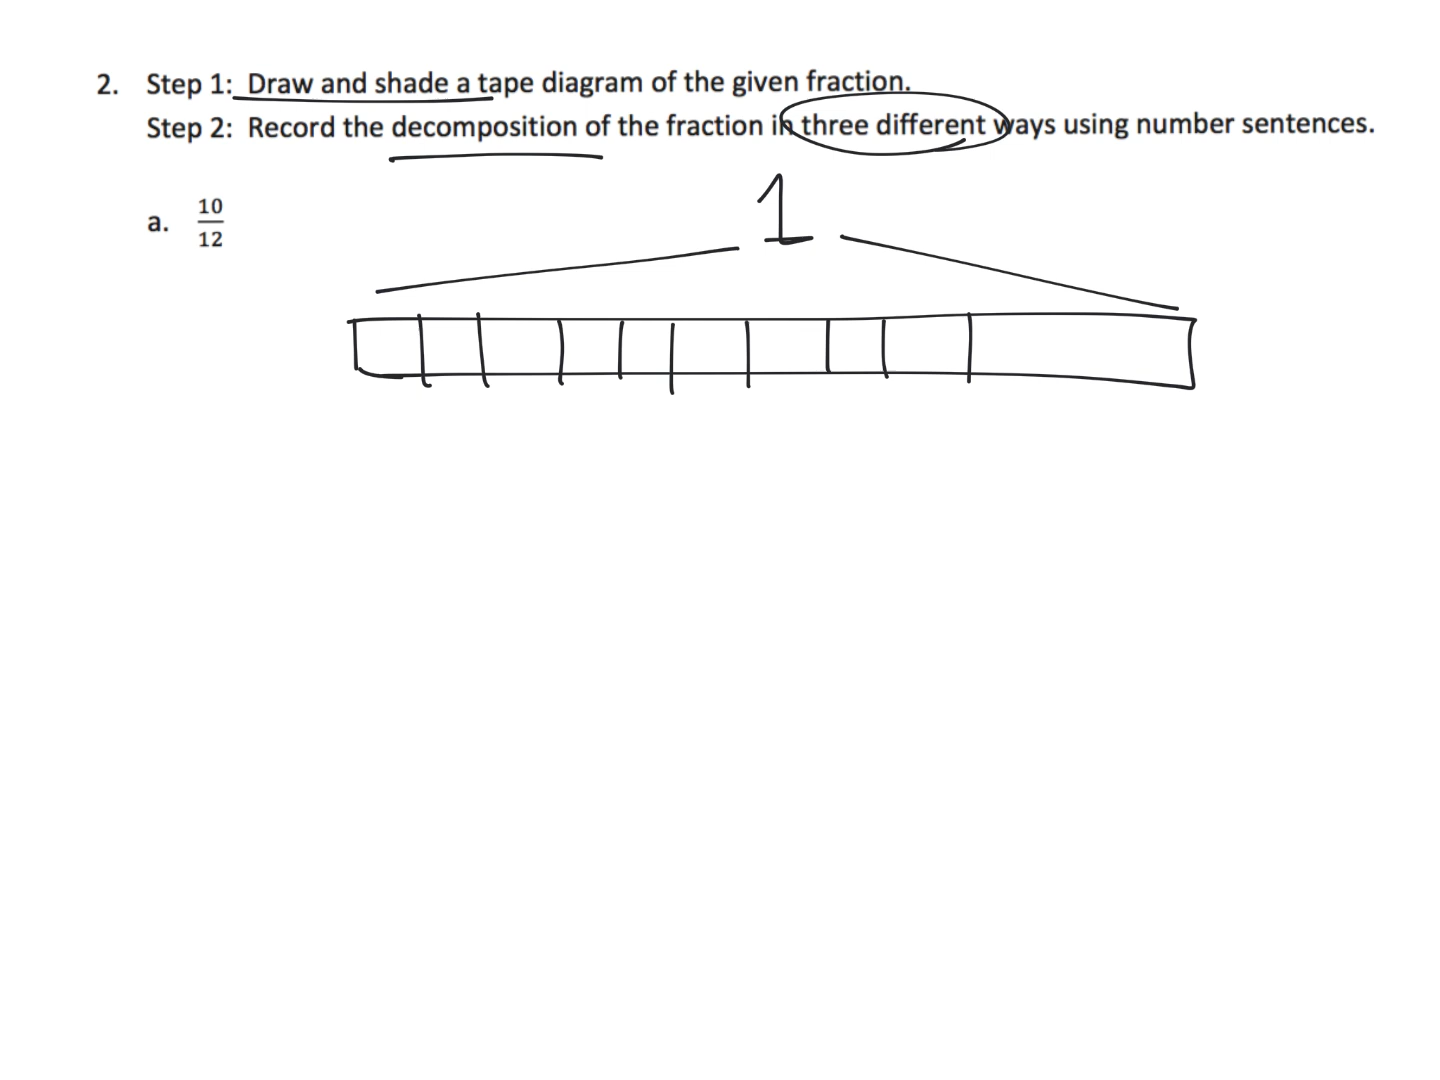 2. Step 1: Draw and shade a tape diagram of the given fraction.
Step 2: Record the decomposition of the fraction in three different ways using number sentences.
1
a. 10/12